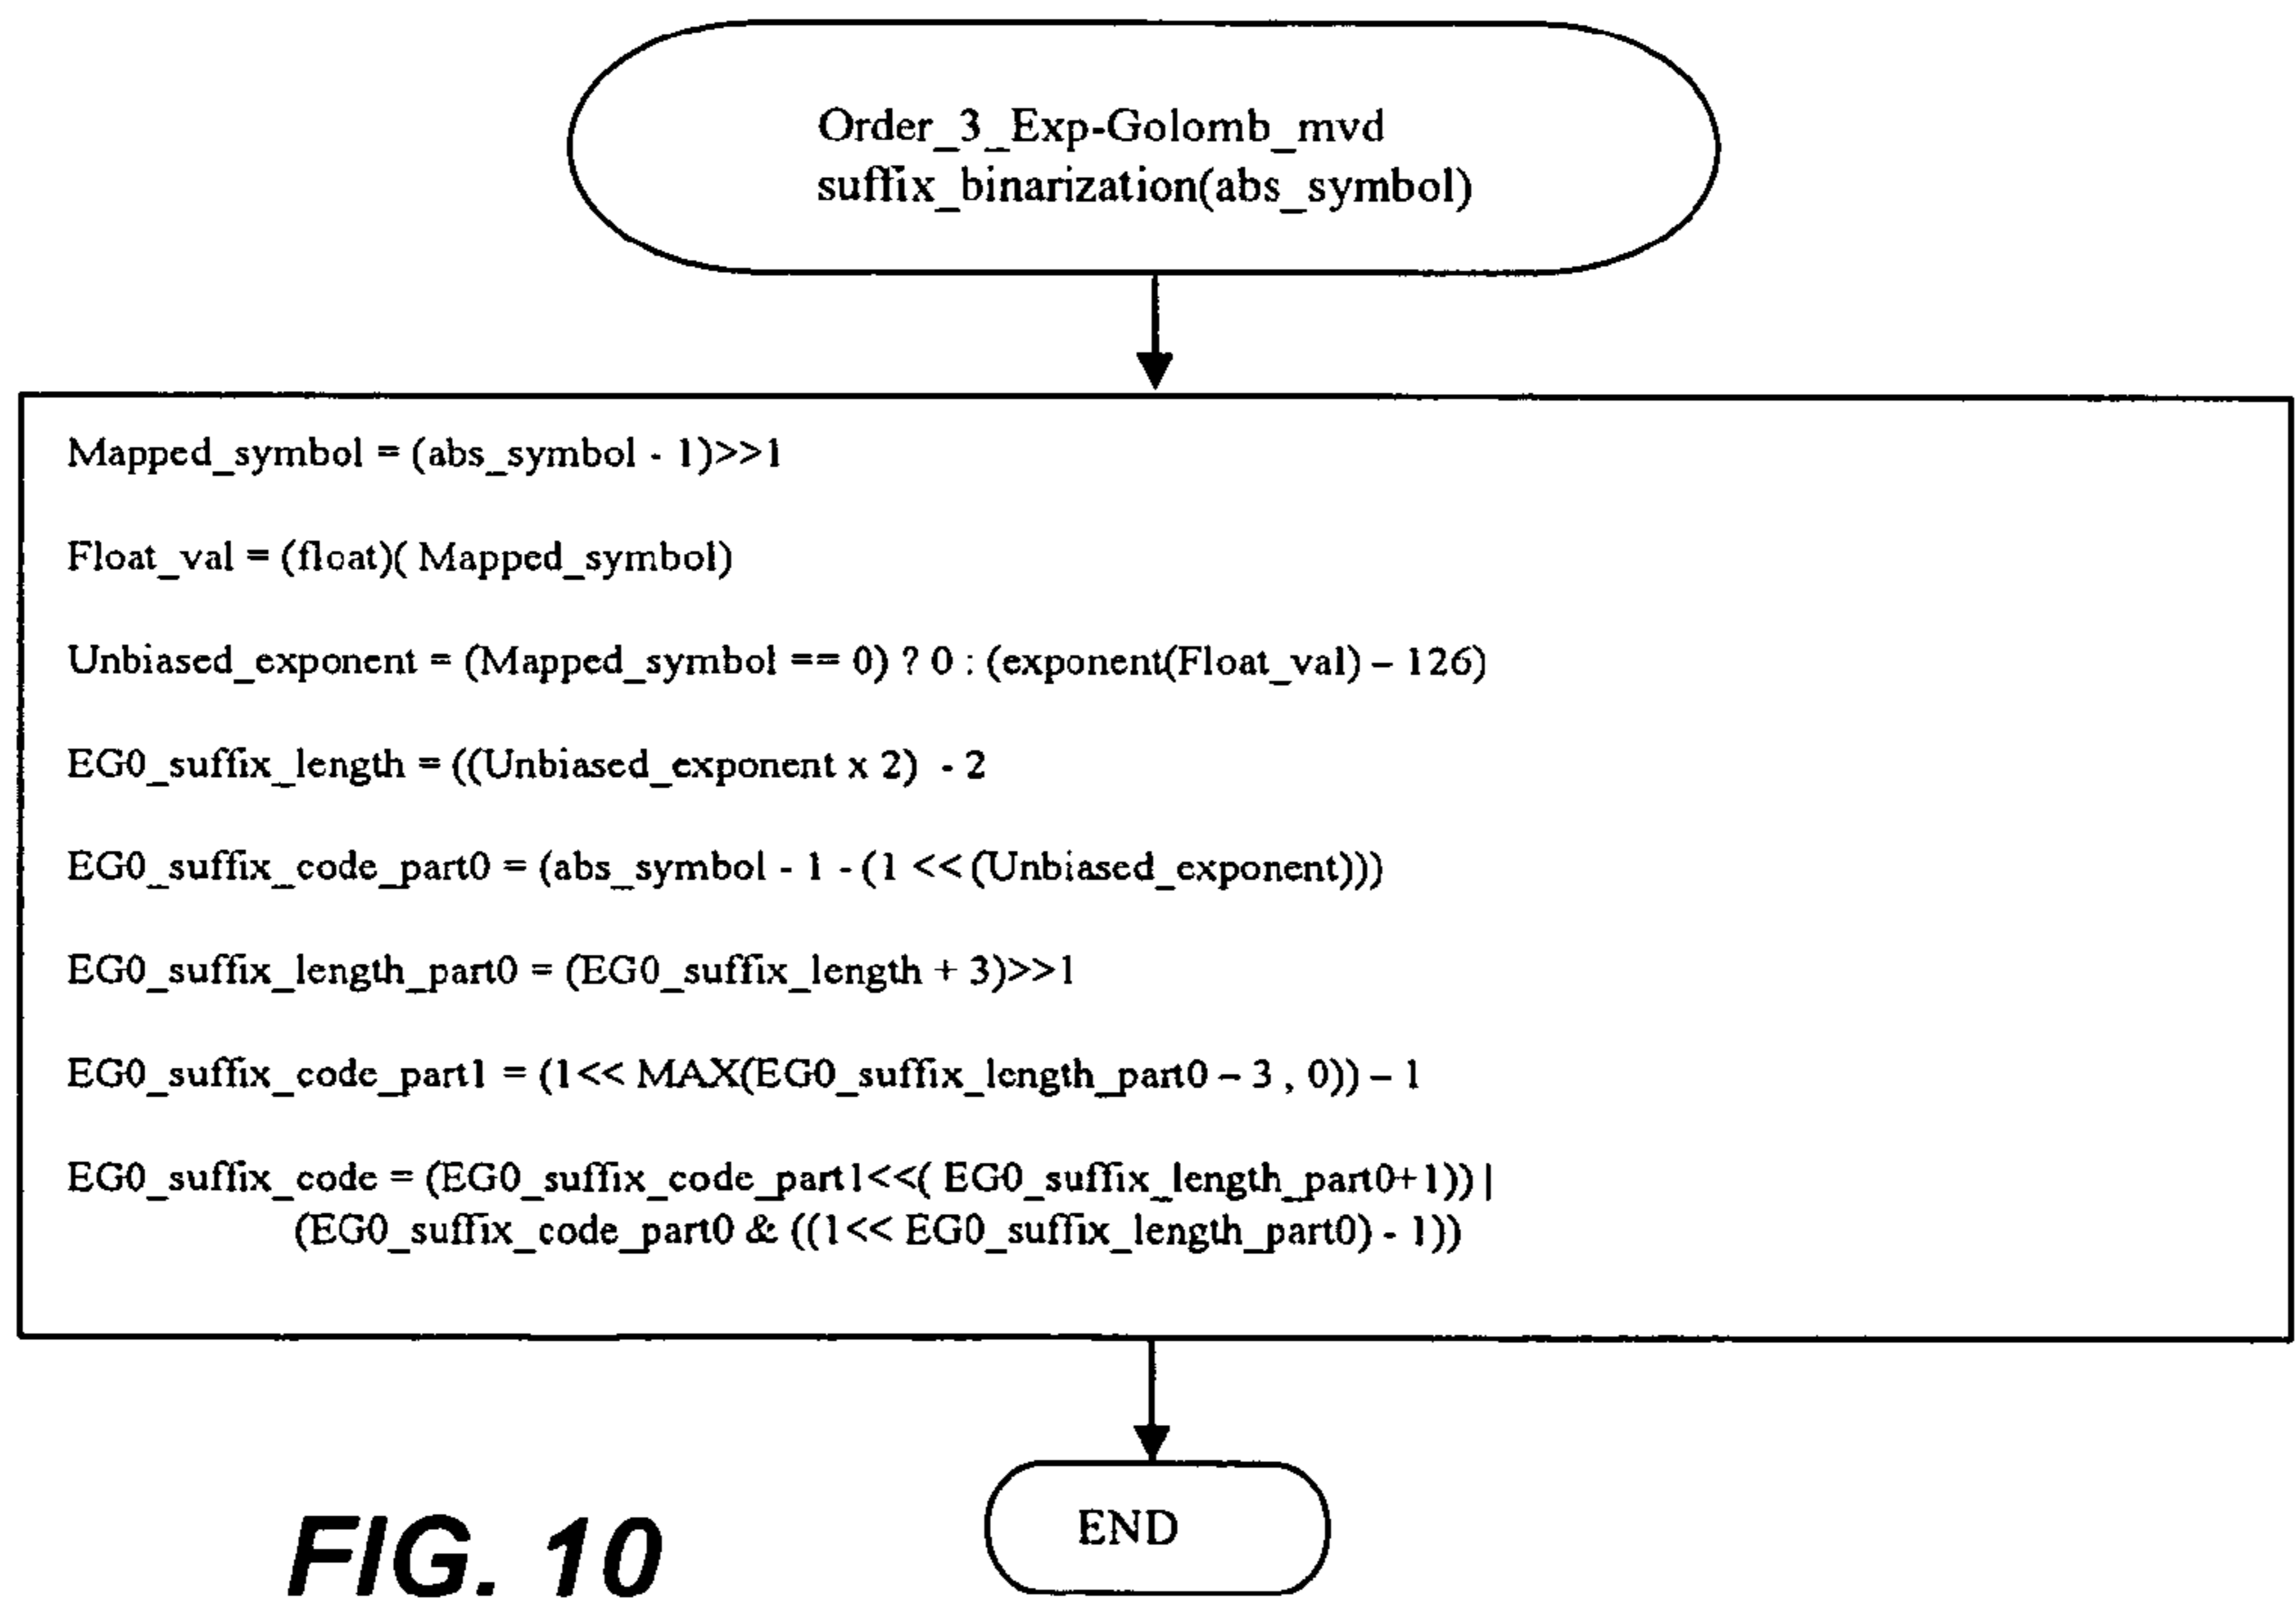 Order_3_Exp-Golomb_mvd
suffix_binarization(abs_symbol)
Mapped_symbol = (abs_symbol - 1)>>1
Float_val = (float)( Mapped_symbol)
Unbiased_exponent = (Mapped_symbol == 0) ? 0 : (exponent(Float_val) – 126)
EG0_suffix_length = ((Unbiased_exponent x 2) - 2
EG0_suffix_code_part0 = (abs_symbol - 1 - (1 <<(Unbiased_exponent)))
EG0_suffix_length_part0 = (EG0_suffix_length + 3)>>1
EG0_suffix_code_part1 = (1<< MAX(EG0_suffix_length_part0 – 3 , 0)) – 1
EG0_suffix_code = (EG0_suffix_code_part1<<( EG0_suffix_length_part0+1)) |
(EG0_suffix_code_part0 & ((1<< EG0_suffix_length_part0) - 1))
END
FIG. 10